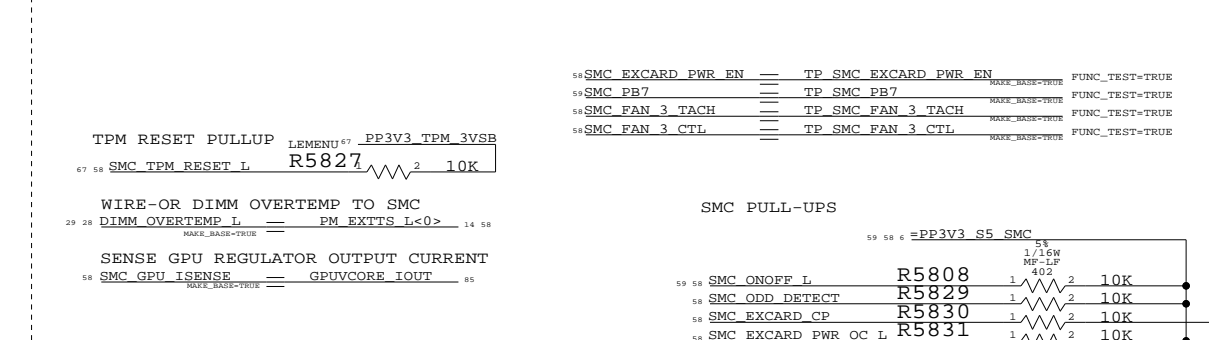 58 SMC_EXCARD_PWR_EN TP_SMC_EXCARD_PWR_EN MAKE_BASE=TRUE FUNC_TEST=TRUE
59 SMC_PB7 TP_SMC_PB7 MAKE_BASE=TRUE FUNC_TEST=TRUE
58 SMC_FAN_3_TACH TP_SMC_FAN_3_TACH MAKE_BASE=TRUE FUNC_TEST=TRUE
58 SMC_FAN_3_CTL TP_SMC_FAN_3_CTL MAKE_BASE=TRUE FUNC_TEST=TRUE
TPM RESET PULLUP LEMENU 67 PP3V3_TPM_3VSB
67 58 SMC_TPM_RESET_L R5827 1 2 10K
WIRE-OR DIMM OVERTEMP TO SMC
29 28 DIMM_OVERTEMP_L PM_EXTTS_L<0> 14 58
MAKE_BASE=TRUE
SENSE GPU REGULATOR OUTPUT CURRENT
58 SMC_GPU_ISENSE GPUVCORE_IOUT 85
MAKE_BASE=TRUE
SMC PULL-UPS
59 58 6 =PP3V3_S5_SMC
5%
1/16W
MF-LF
402
59 58 SMC_ONOFF_L R5808 1 2 10K
58 SMC_ODD_DETECT R5829 1 2 10K
58 SMC_EXCARD_CP R5830 1 2 10K
58 SMC_EXCARD_PWR_OC_L R5831 1 2 10K